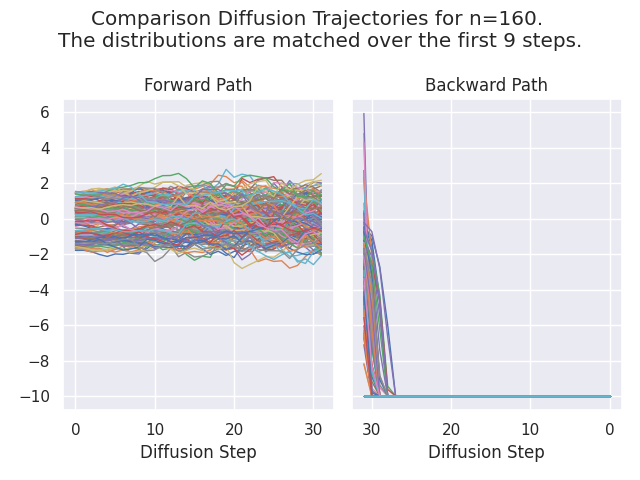 Comparison Diffusion Trajectories for n=160.
The distributions are matched over the first 9 steps.
Forward Path
Backward Path
6
4
2
0
−2
−4
−6
−8
−10
0 10 20 30
30 20 10 0
Diffusion Step
Diffusion Step